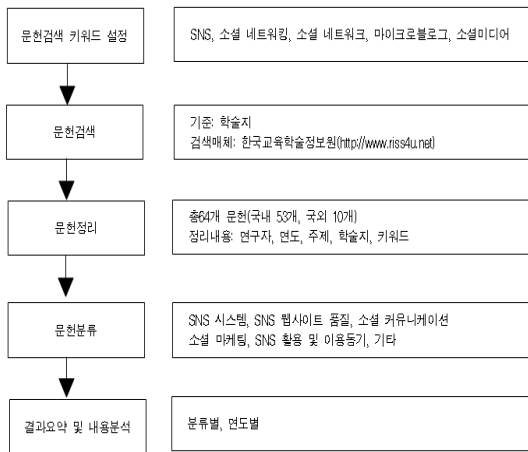 문헌검색 키워드 설정
SNS, 소셜 네트워킹, 소셜 네트워크, 마이크로블로그, 소셜미디어
문헌검색
기준: 학술지
검색매체: 한국교육학술정보원(http://www.riss4u.net)
문헌정리
총64개 문헌(국내 53개, 국외 10개)
정리내용: 연구자, 연도, 주제, 학술지, 키워드
문헌분류
SNS 시스템, SNS 웹사이트 품질, 소셜 커뮤니케이션
소셜 마케팅, SNS 활용 및 이용동기, 기타
결과요약 및 내용분석
분류별, 연도별